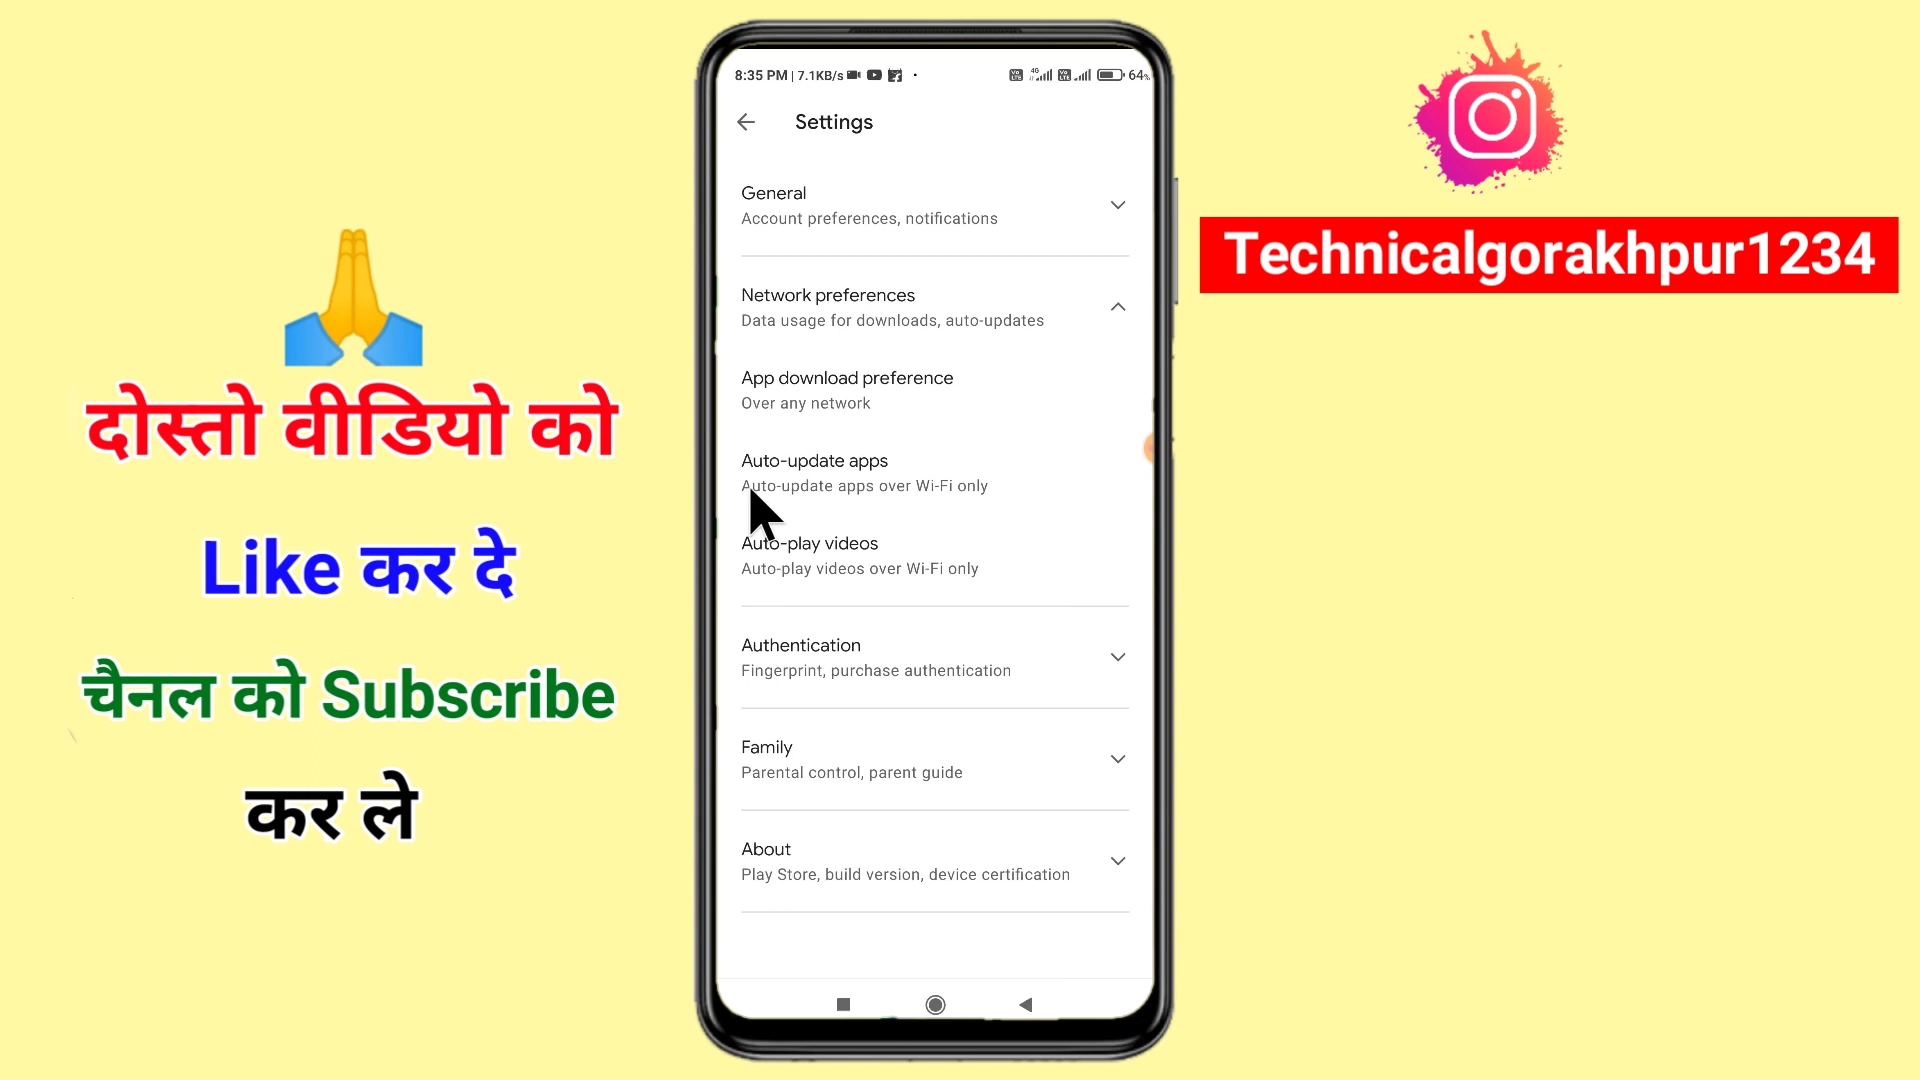 दोस्तो वीडियो को
Like कर दे
चैनल को Subscribe
कर ले
8:35 PM | 7.1KB/s
4G
64%
Settings
General
Account preferences, notifications
Network preferences
Data usage for downloads, auto-updates
App download preference
Over any network
Auto-update apps
Auto-update apps over Wi-Fi only
Auto-play videos
Auto-play videos over Wi-Fi only
Authentication
Fingerprint, purchase authentication
Family
Parental control, parent guide
About
Play Store, build version, device certification
Technicalgorakhpur1234